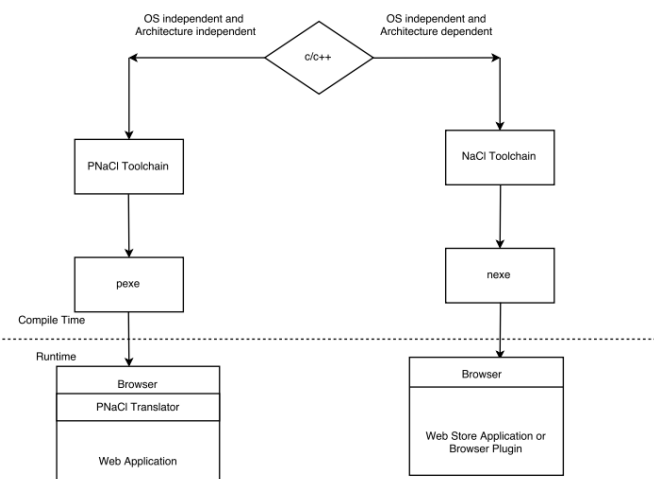 OS independent and
Architecture independent
OS independent and
Architecture dependent
c/c++
PNaCl Toolchain
NaCl Toolchain
pexe
nexe
Compile Time
Runtime
Browser
PNaCl Translator
Web Application
Browser
Web Store Application or
Browser Plugin